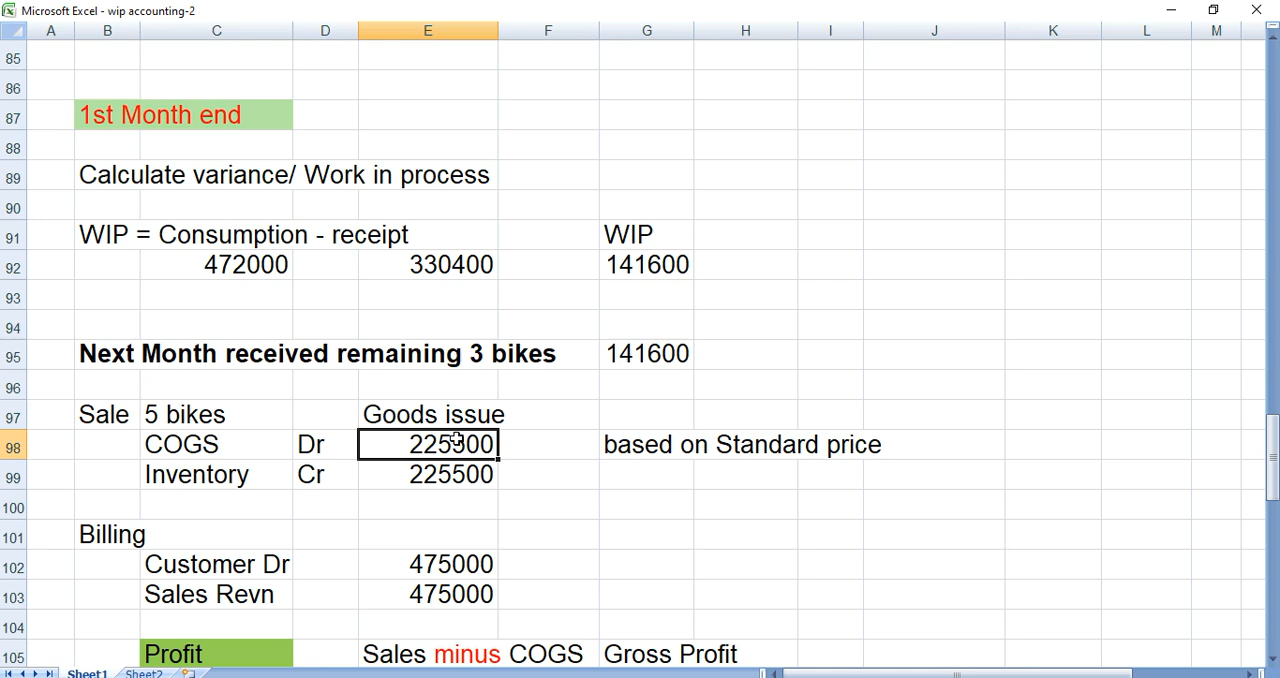 Microsoft Excel - wip accounting-2
A B C D E F G H I J K L M
85
86
87 1st Month end
88
89 Calculate variance/ Work in process
90
91 WIP = Consumption - receipt WIP
92 472000 330400 141600
93
94
95 Next Month received remaining 3 bikes 141600
96
97 Sale 5 bikes Goods issue
98 COGS Dr 225500 based on Standard price
99 Inventory Cr 225500
100
101 Billing
102 Customer Dr 475000
103 Sales Revn 475000
104
105 Profit Sales minus COGS Gross Profit
Sheet1 Sheet2